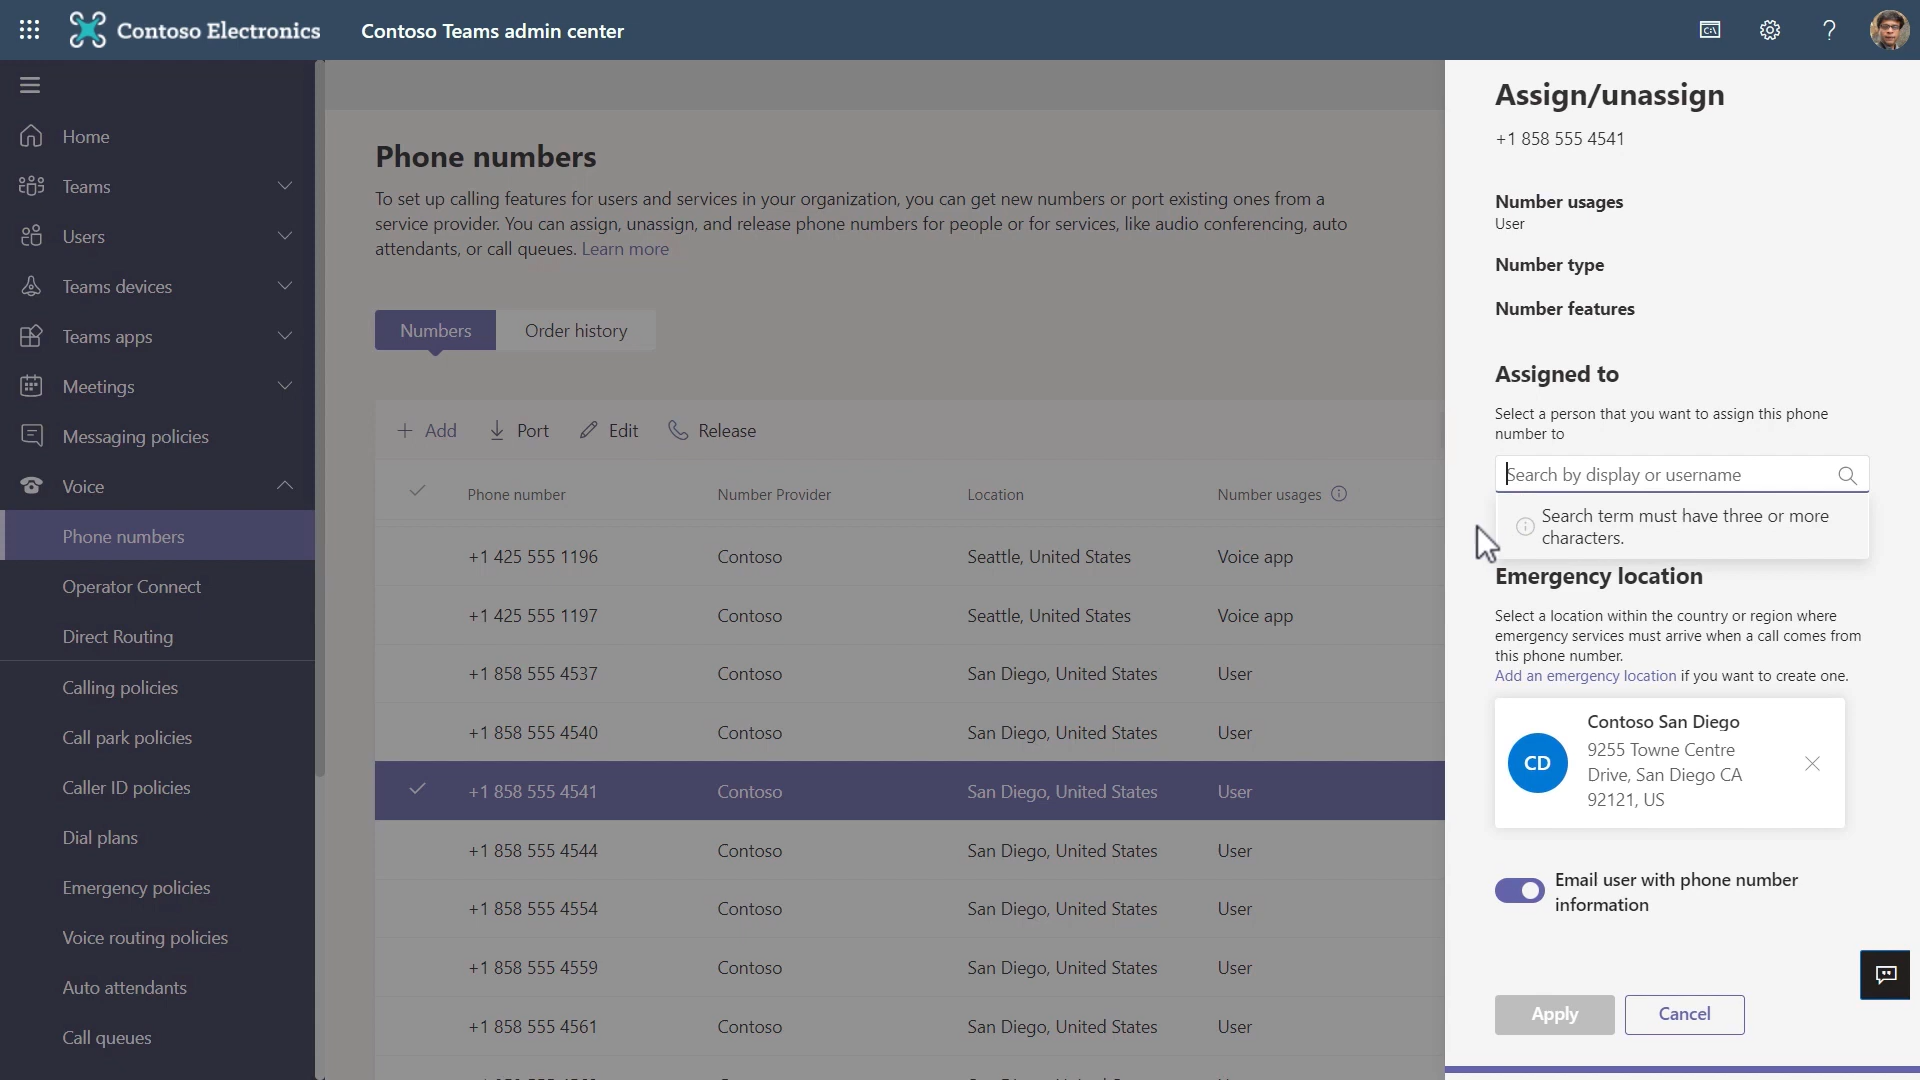 Contoso Electronics
Contoso Teams admin center
Home
Teams
Users
Teams devices
Teams apps
Meetings
Messaging policies
Voice
Phone numbers
Operator Connect
Direct Routing
Calling policies
Call park policies
Caller ID policies
Dial plans
Emergency policies
Voice routing policies
Auto attendants
Call queues
Phone numbers
To set up calling features for users and services in your organization, you can get new numbers or port existing ones from a
service provider. You can assign, unassign, and release phone numbers for people or for services, like audio conferencing, auto
attendants, or call queues. Learn more
Numbers Order history
Add Port Edit Release
Phone number Number Provider Location Number usages
+1 425 555 1196 Contoso Seattle, United States Voice app
+1 425 555 1197 Contoso Seattle, United States Voice app
+1 858 555 4537 Contoso San Diego, United States User
+1 858 555 4540 Contoso San Diego, United States User
+1 858 555 4541 Contoso San Diego, United States User
+1 858 555 4544 Contoso San Diego, United States User
+1 858 555 4554 Contoso San Diego, United States User
+1 858 555 4559 Contoso San Diego, United States User
+1 858 555 4561 Contoso San Diego, United States User
Assign/unassign
+1 858 555 4541
Number usages
User
Number type
Number features
Assigned to
Select a person that you want to assign this phone
number to
Search by display or username
Search term must have three or more
characters.
Emergency location
Select a location within the country or region where
emergency services must arrive when a call comes from
this phone number.
Add an emergency location if you want to create one.
CD
Contoso San Diego
9255 Towne Centre
Drive, San Diego CA
92121, US
Email user with phone number
information
Apply Cancel